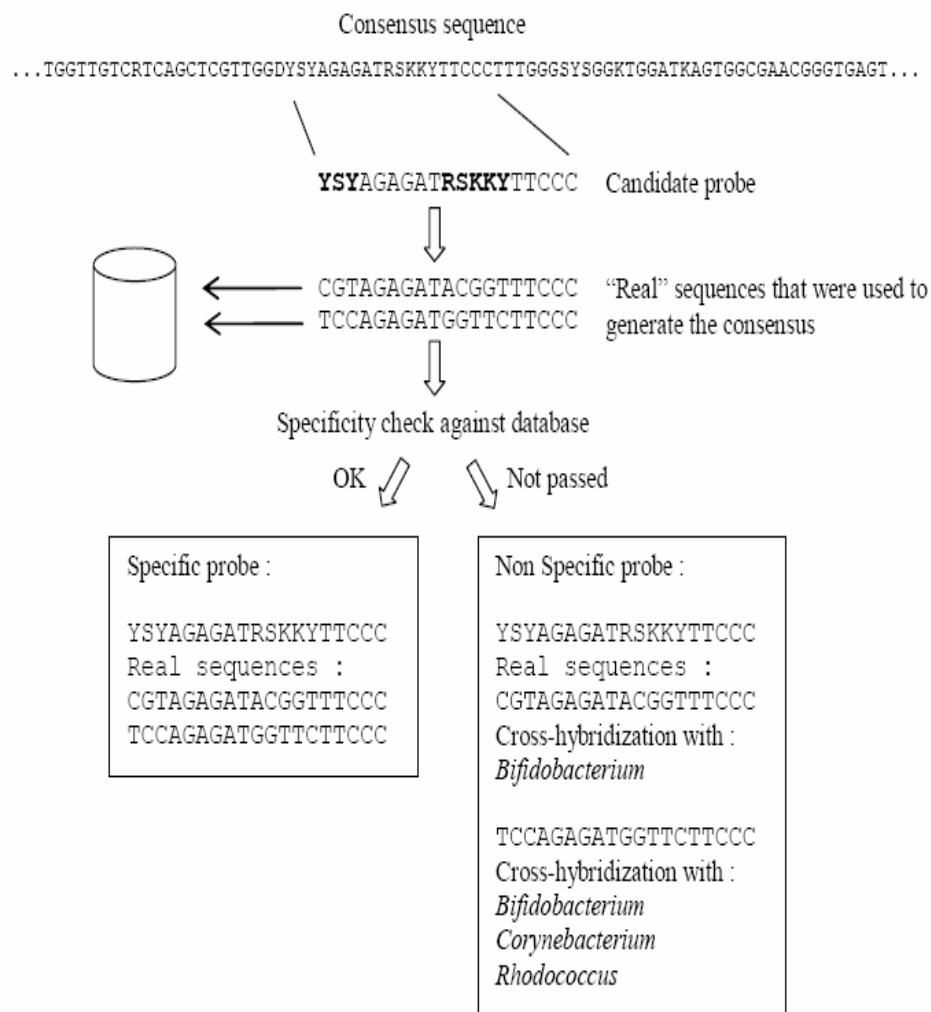 Consensus sequence
...TGGTTGTCRTCAGCTCGTTGGDYSYAGAGATRSKKYTTCCCTTTGGGSYSGGKTGGATKAGTGGCGAACGGGTGAGT...
YSYAGAGATRSKKYTTCCC Candidate probe
CGTAGAGATACGGTTTCCC “Real” sequences that were used to
TCCAGAGATGGTTCTTCCC generate the consensus
Specificity check against database
OK
Not passed
Specific probe :
YSYAGAGATRSKKYTTCCC
Real sequences :
CGTAGAGATACGGTTTCCC
TCCAGAGATGGTTCTTCCC
Non Specific probe :
YSYAGAGATRSKKYTTCCC
Real sequences :
CGTAGAGATACGGTTTCCC
Cross-hybridization with :
Bifidobacterium
TCCAGAGATGGTTCTTCCC
Cross-hybridization with :
Bifidobacterium
Corynebacterium
Rhodococcus